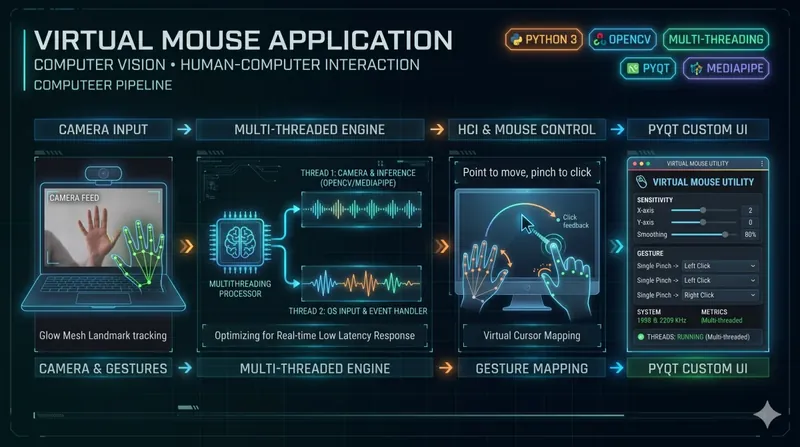 VIRTUAL MOUSE APPLICATION
COMPUTER VISION • HUMAN-COMPUTER INTERACTION
COMPUTEER PIPELINE
PYTHON 3
OPENCV
MULTI-THREADING
PYQT
MEDIAPIPE
CAMERA INPUT
MULTI-THREADED ENGINE
HCI & MOUSE CONTROL
PYQT CUSTOM UI
CAMERA FEED
Glow Mesh Landmark tracking
THREAD 1: CAMERA & INFERENCE
(OPENCV/MEDIAPIPE)
MULTITHREADING
PROCESSOR
THREAD 2: OS INPUT & EVENT HANDLER
Optimizing for Real-time Low Latency Response
Point to move, pinch to click
Click
feedback
Virtual Cursor Mapping
VIRTUAL MOUSE UTILITY
VIRTUAL MOUSE UTILITY
SENSITIVITY
X-axis 2
Y-axis 0
Smoothing 80%
GESTURE
Single Pinch -> Left Click
Single Pinch -> Left Click
Single Pinch -> Right Click
SYSTEM METRICS
1998 & 2209 KHz Multi-threaded
THREADS: RUNNING (Multi-threaded)
CAMERA & GESTURES
MULTI-THREADED ENGINE
GESTURE MAPPING
PYQT CUSTOM UI